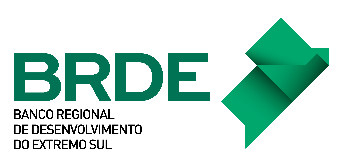 BRDE
BANCO REGIONAL
DE DESENVOLVIMENTO
DO EXTREMO SUL